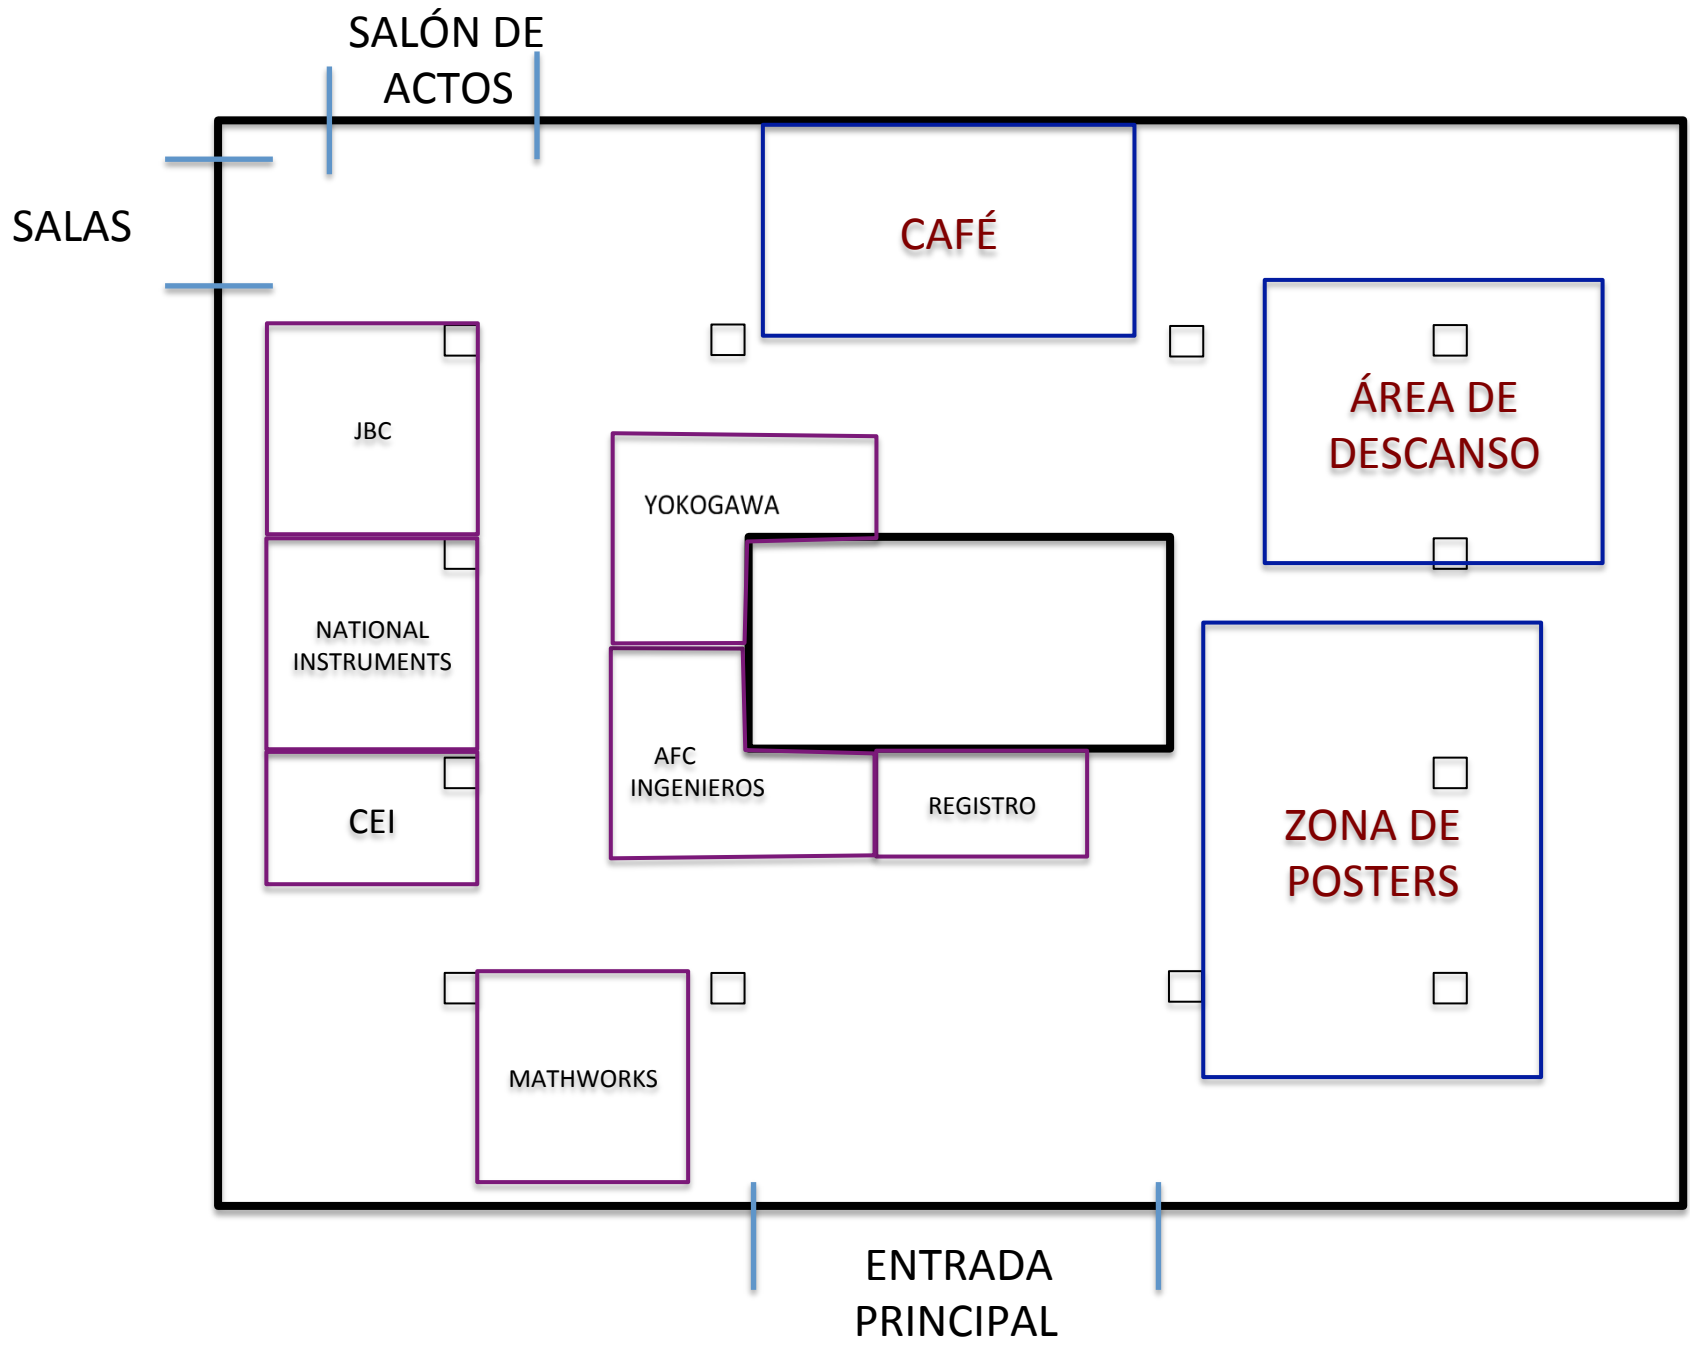 SALÓN DE
ACTOS
SALAS
CAFÉ
ÁREA DE
DESCANSO
JBC
YOKOGAWA
NATIONAL
INSTRUMENTS
AFC
INGENIEROS
REGISTRO
CEI
ZONA DE
POSTERS
MATHWORKS
ENTRADA
PRINCIPAL